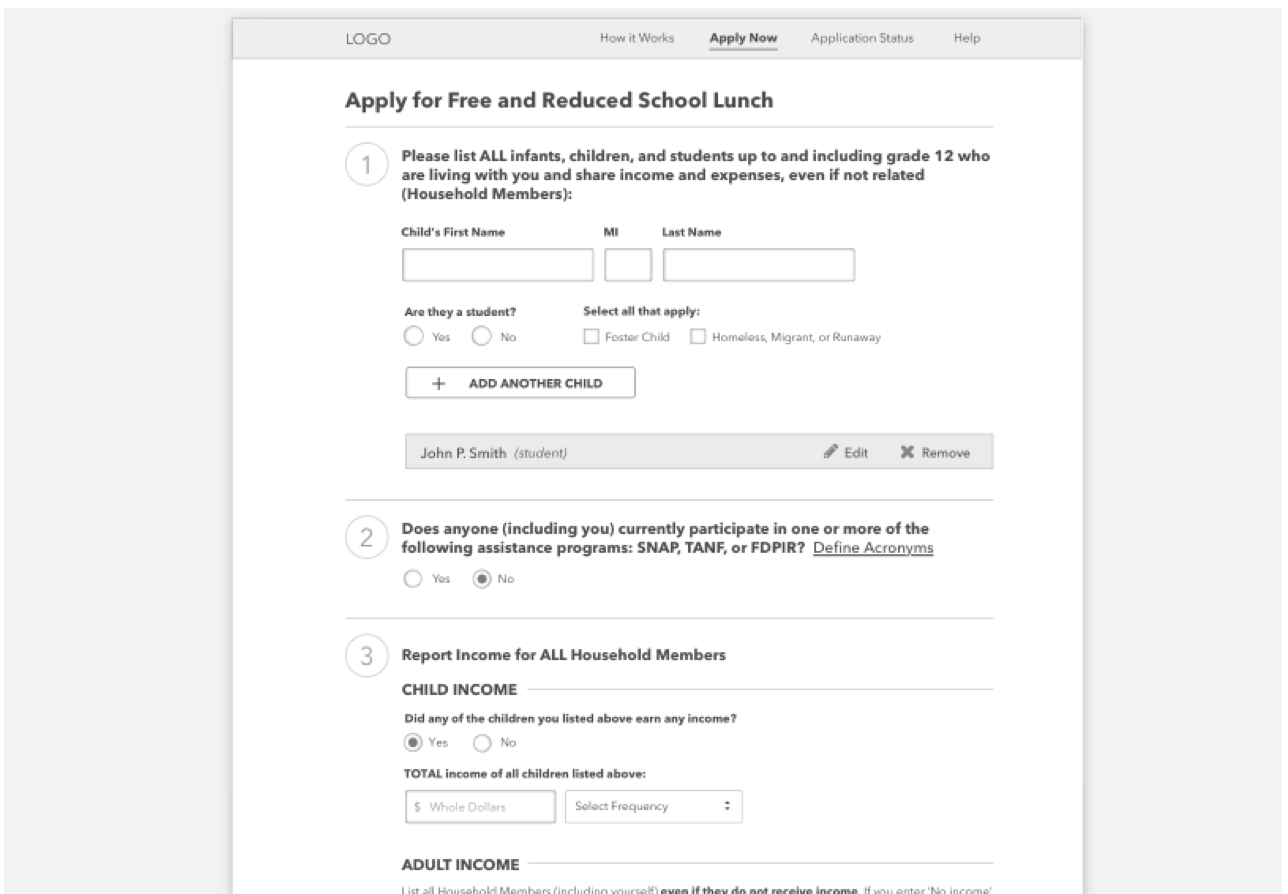 LOGO How it Works Apply Now Application Status Help
Apply for Free and Reduced School Lunch
1 Please list ALL infants, children, and students up to and including grade 12 who
are living with you and share income and expenses, even if not related
(Household Members):
Child's First Name MI Last Name
Are they a student? Select all that apply:
Yes No Foster Child Homeless, Migrant, or Runaway
+ ADD ANOTHER CHILD
John P. Smith (student) Edit Remove
2 Does anyone (including you) currently participate in one or more of the
following assistance programs: SNAP, TANF, or FDPIR? Define Acronyms
Yes No
3 Report Income for ALL Household Members
CHILD INCOME
Did any of the children you listed above earn any income?
Yes No
TOTAL income of all children listed above:
$ Whole Dollars Select Frequency
ADULT INCOME
List all Household Members (including yourself) even if they do not receive income. If you enter 'No income'